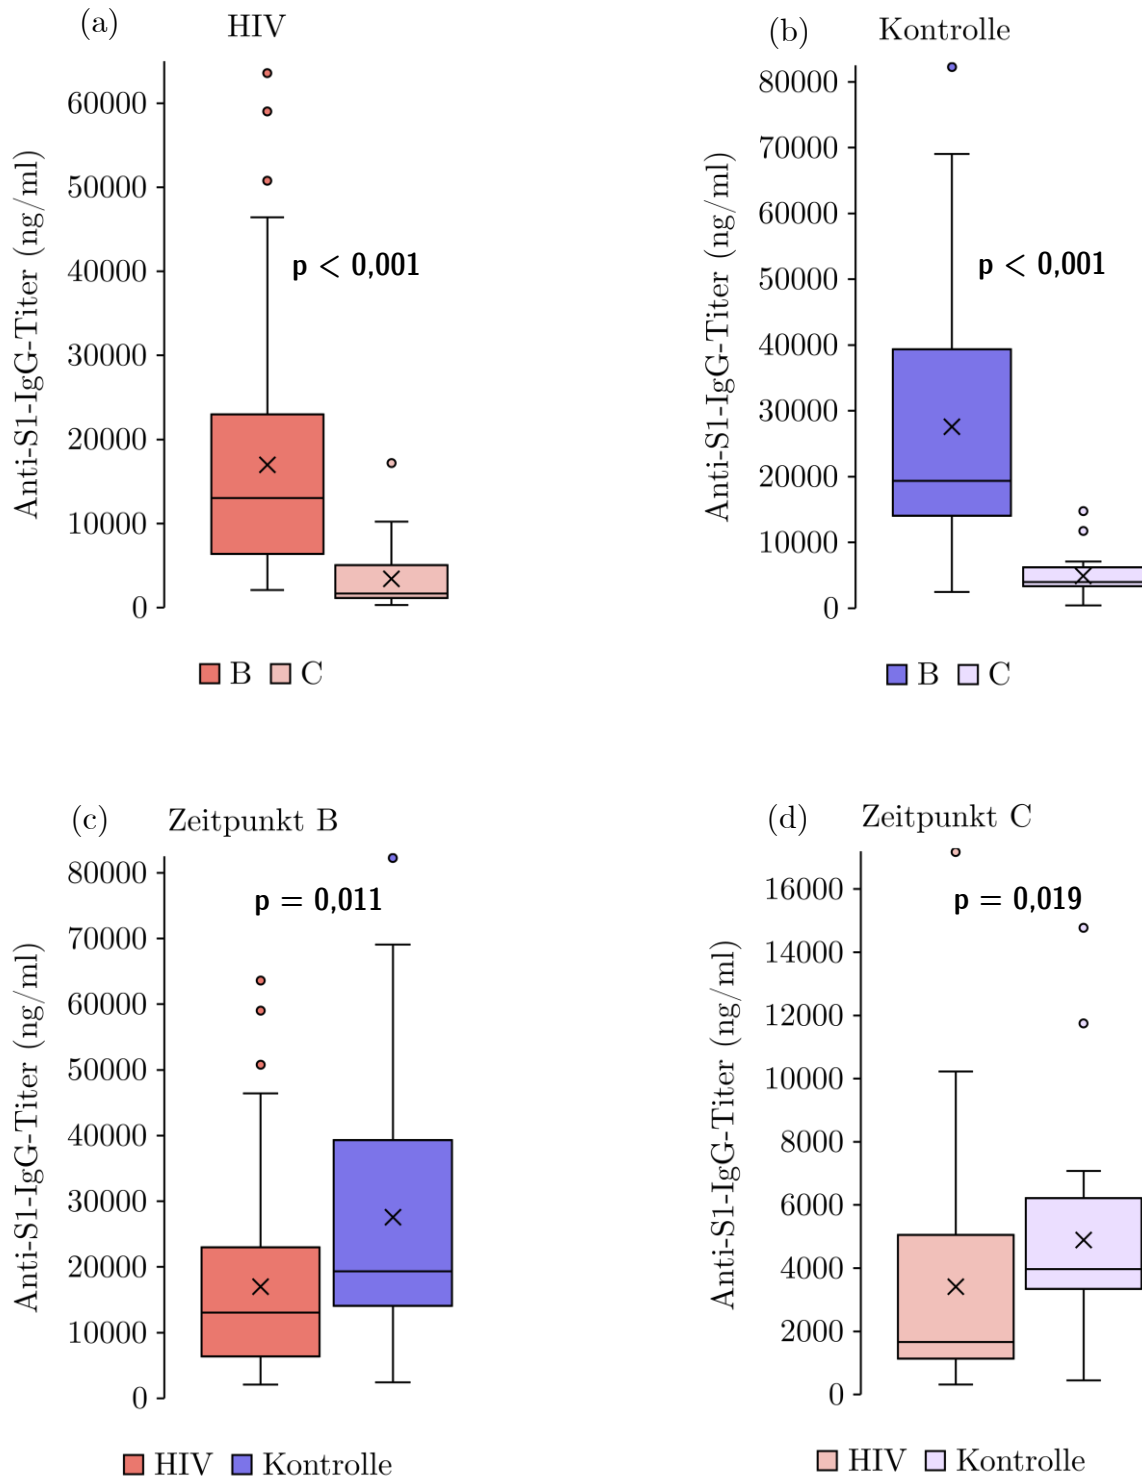 (a) HIV
Anti-S1-IgG-Titer (ng/ml)
60000
50000
40000
30000
20000
10000
0
p < 0,001
B C
(b) Kontrolle
Anti-S1-IgG-Titer (ng/ml)
80000
70000
60000
50000
40000
30000
20000
10000
0
p < 0,001
B C
(c) Zeitpunkt B
Anti-S1-IgG-Titer (ng/ml)
80000
70000
60000
50000
40000
30000
20000
10000
0
p = 0,011
HIV Kontrolle
(d) Zeitpunkt C
Anti-S1-IgG-Titer (ng/ml)
16000
14000
12000
10000
8000
6000
4000
2000
0
p = 0,019
HIV Kontrolle